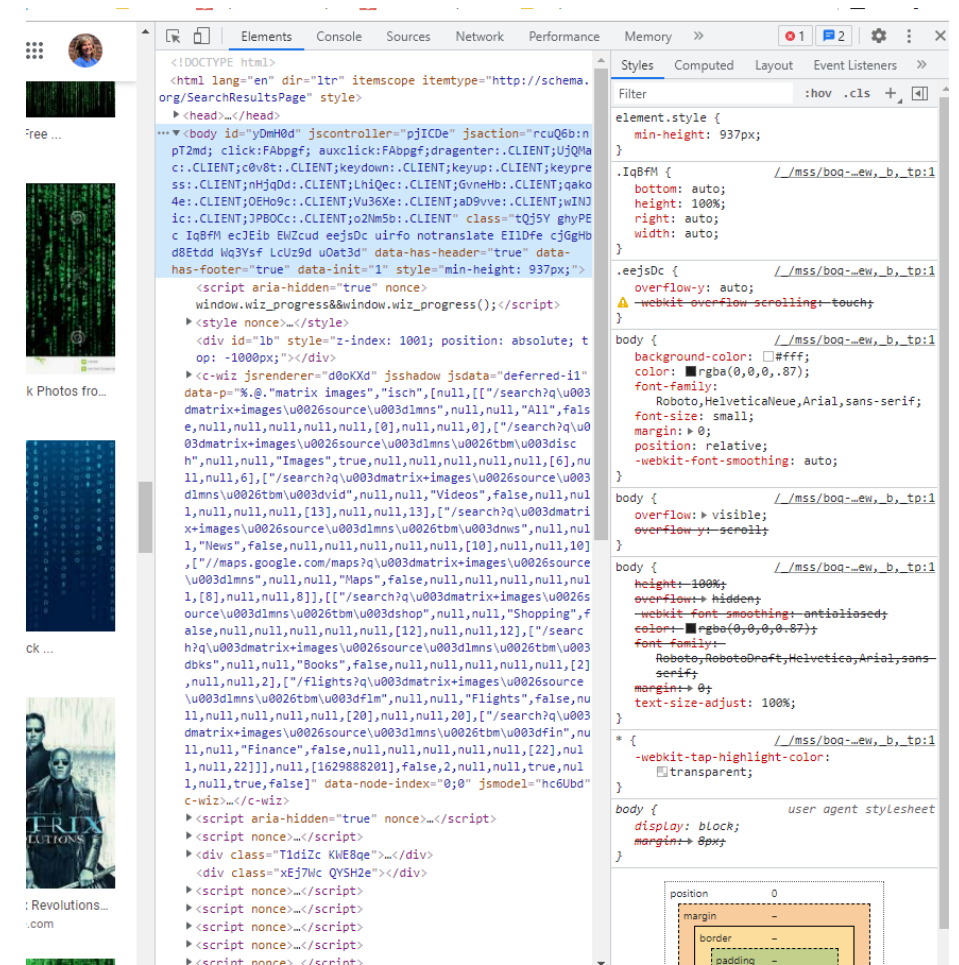 Free ...
k Photos fro...
ck ...
TRIX
LUTIONS
: Revolutions...
.com
Elements Console Sources Network Performance Memory » 1 2
<!DOCTYPE html>
<html lang="en" dir="ltr" itemscope itemtype="http://schema.
org/SearchResultsPage" style>
<head>…</head>
<body id="yDmH0d" jscontroller="pjICDe" jsaction="rcuQ6b:n
pT2md; click:FAbpgf; auxclick:FAbpgf;dragenter:.CLIENT;UjQMa
c:.CLIENT;c0v8t:.CLIENT;keydown:.CLIENT;keyup:.CLIENT;keypre
ss:.CLIENT;nHjqDd:.CLIENT;LhiQec:.CLIENT;GvneHb:.CLIENT;qako
4e:.CLIENT;OEHo9c:.CLIENT;Vu36Xe:.CLIENT;aD9vve:.CLIENT;wINJ
ic:.CLIENT;JPBOCc:.CLIENT;o2Nm5b:.CLIENT" class="tQj5Y ghyPE
c IqBfM ecJEib EWZcud eejsDc uirfo notranslate EIlDfe cjGgHb
d8Etdd Wq3Ysf LcUz9d uOat3d" data-has-header="true" data-
has-footer="true" data-init="1" style="min-height: 937px;">
<script aria-hidden="true" nonce>
window.wiz_progress&&window.wiz_progress();</script>
<style nonce>…</style>
<div id="lb" style="z-index: 1001; position: absolute; t
op: -1000px;"></div>
<c-wiz jsrenderer="d0oKXd" jsshadow jsdata="deferred-i1"
data-p="%.@."matrix images","isch",[null,[["/search?q\u003
dmatrix+images\u0026source\u003dlmns",null,null,"All",fals
e,null,null,null,null,null,[0],null,null,0],["/search?q\u0
03dmatrix+images\u0026source\u003dlmns\u0026tbm\u003disc
h",null,null,"Images",true,null,null,null,null,null,[6],nu
ll,null,6],["/search?q\u003dmatrix+images\u0026source\u003
dlmns\u0026tbm\u003dvid",null,null,"Videos",false,null,nul
l,null,null,null,[13],null,null,13],["/search?q\u003dmatri
x+images\u0026source\u003dlmns\u0026tbm\u003dnws",null,nul
l,"News",false,null,null,null,null,null,[10],null,null,10]
,["//maps.google.com/maps?q\u003dmatrix+images\u0026source
\u003dlmns",null,null,"Maps",false,null,null,null,null,nul
l,[8],null,null,8]],[["/search?q\u003dmatrix+images\u0026s
ource\u003dlmns\u0026tbm\u003dshop",null,null,"Shopping",f
alse,null,null,null,null,null,[12],null,null,12],["/searc
h?q\u003dmatrix+images\u0026source\u003dlmns\u0026tbm\u003
dbks",null,null,"Books",false,null,null,null,null,null,[2]
,null,null,2],["/flights?q\u003dmatrix+images\u0026source
\u003dlmns\u0026tbm\u003dflm",null,null,"Flights",false,nu
ll,null,null,null,null,[20],null,null,20],["/search?q\u003
dmatrix+images\u0026source\u003dlmns\u0026tbm\u003dfin",nu
ll,null,"Finance",false,null,null,null,null,null,[22],nul
l,null,22]]],null,[1629888201],false,2,null,null,true,nul
l,null,true,false]" data-node-index="0;0" jsmodel="hc6Ubd"
c-wiz>…</c-wiz>
<script aria-hidden="true" nonce>…</script>
<script nonce>…</script>
<div class="T1diZc KWE8qe">…</div>
<div class="xEj7Wc QYSH2e"></div>
<script nonce>…</script>
<script nonce>…</script>
<script nonce>…</script>
<script nonce>…</script>
<script nonce>…</script>
Styles Computed Layout Event Listeners »
Filter :hov .cls +
element.style {
min-height: 937px;
}
.IqBfM { /_/mss/boq-…ew,_b,_tp:1
bottom: auto;
height: 100%;
right: auto;
width: auto;
}
.eejsDc { /_/mss/boq-…ew,_b,_tp:1
overflow-y: auto;
-webkit-overflow-scrolling: touch;
}
body { /_/mss/boq-…ew,_b,_tp:1
background-color: #fff;
color: rgba(0,0,0,.87);
font-family:
Roboto,HelveticaNeue,Arial,sans-serif;
font-size: small;
margin: 0;
position: relative;
-webkit-font-smoothing: auto;
}
body { /_/mss/boq-…ew,_b,_tp:1
overflow: visible;
overflow-y: scroll;
}
body { /_/mss/boq-…ew,_b,_tp:1
height: 100%;
overflow: hidden;
-webkit-font-smoothing: antialiased;
color: rgba(0,0,0,0.87);
font-family:
Roboto,RobotoDraft,Helvetica,Arial,sans-
serif;
margin: 0;
text-size-adjust: 100%;
}
* { /_/mss/boq-…ew,_b,_tp:1
-webkit-tap-highlight-color:
transparent;
}
body { user agent stylesheet
display: block;
margin: 8px;
}
position 0
margin –
border –
padding –